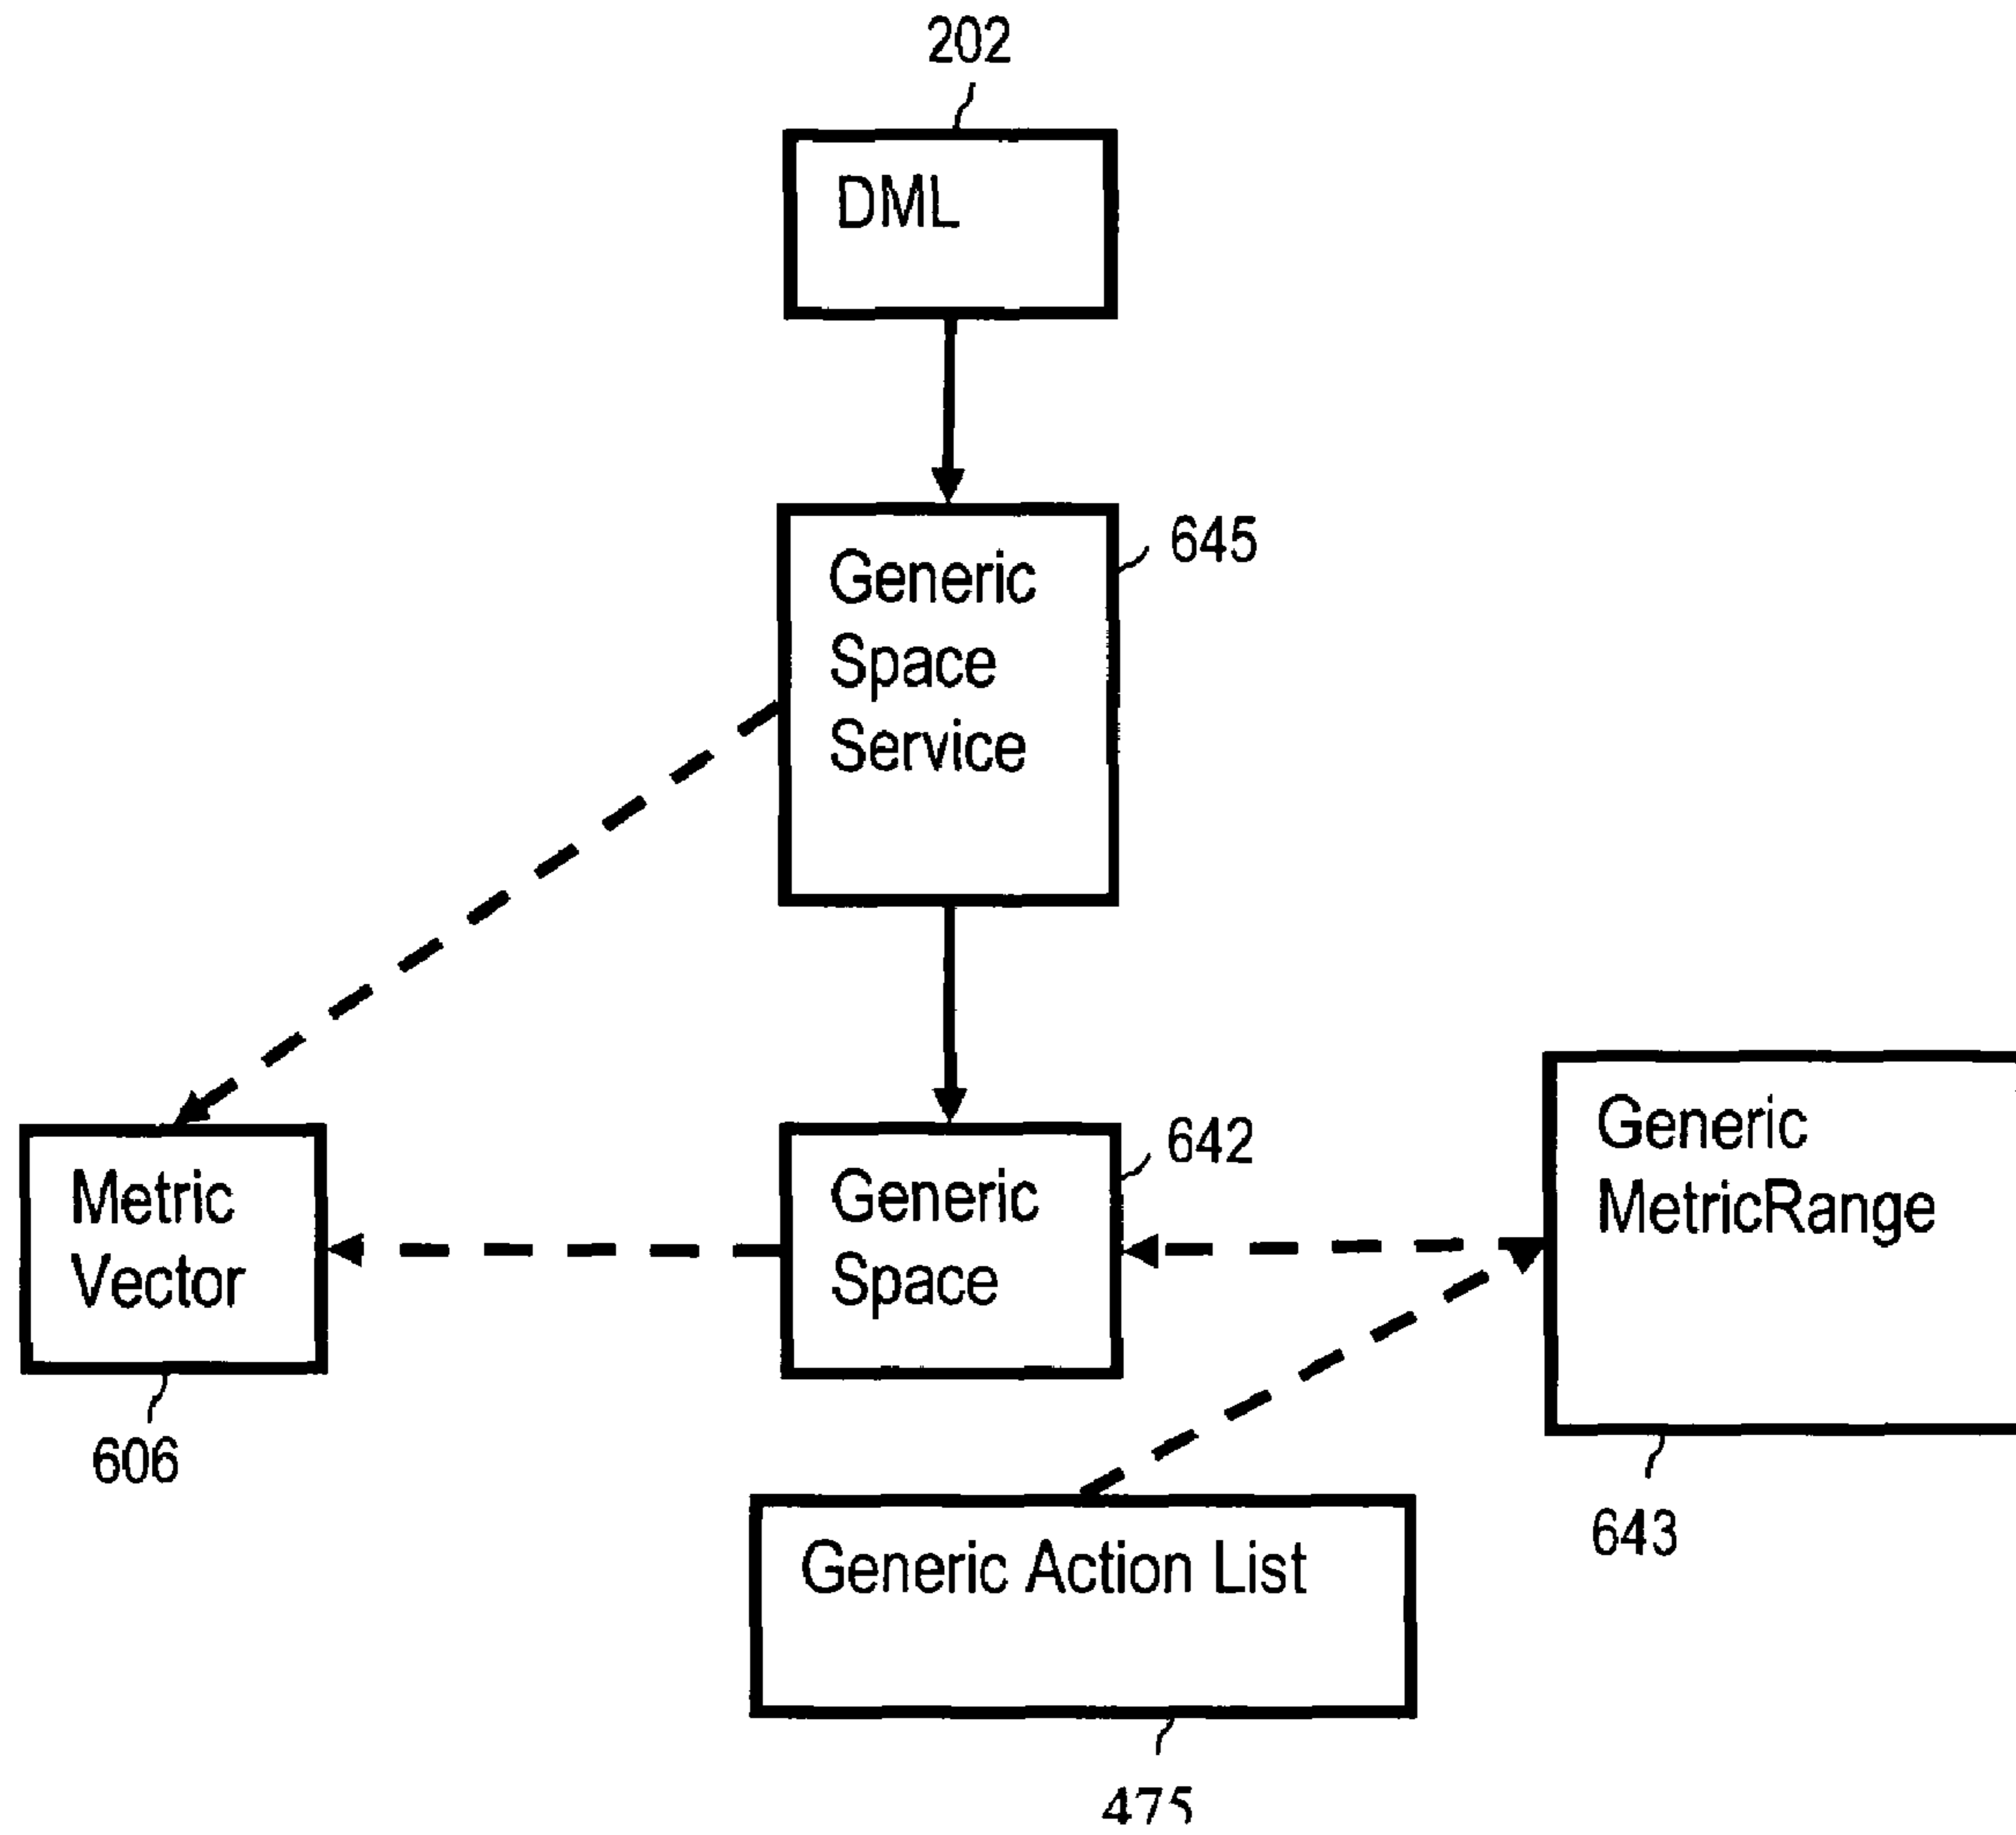 202
DML
645
Generic
Space
Service
642
Generic
Space
Generic
MetricRange
Metric
Vector
606
643
Generic Action List
475